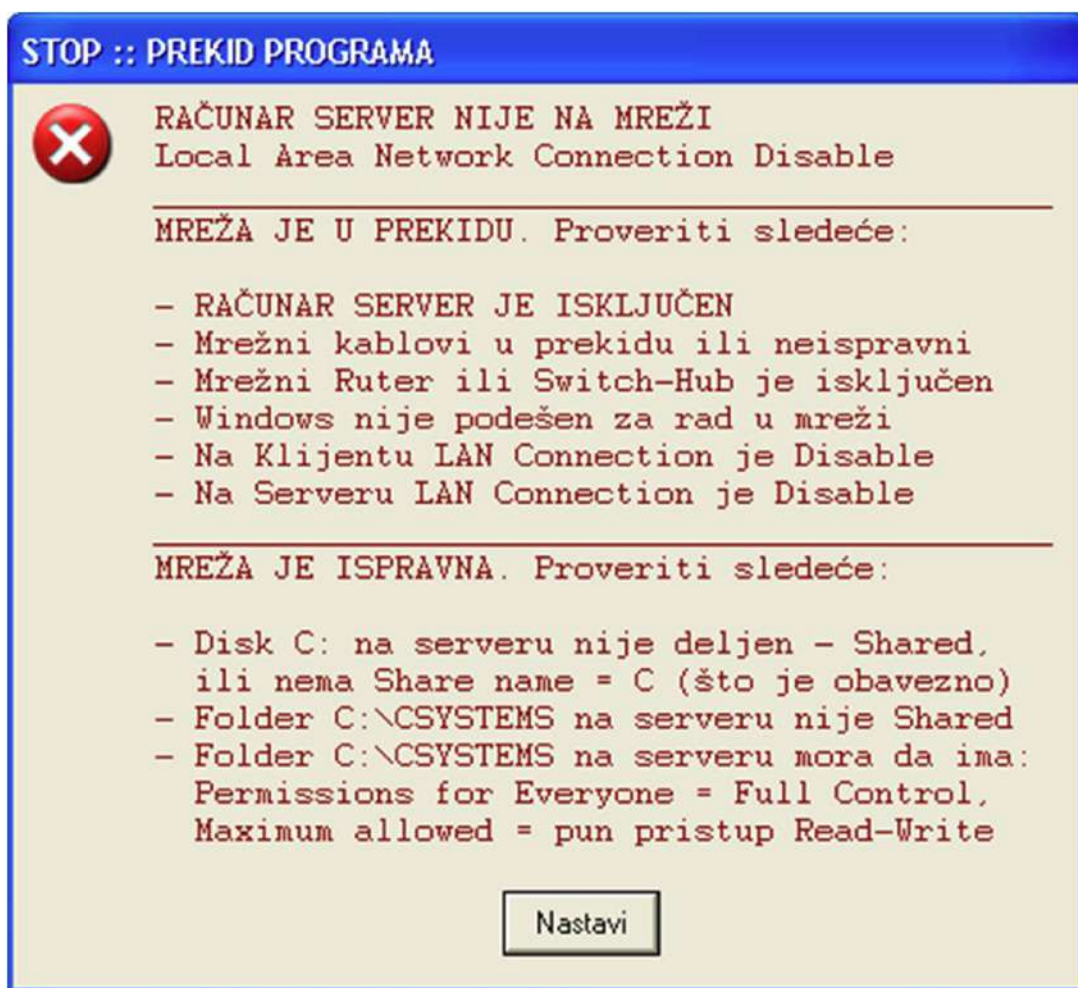 STOP :: PREKID PROGRAMA
RAČUNAR SERVER NIJE NA MREŽI
Local Area Network Connection Disable
MREŽA JE U PREKIDU. Proveriti sledeće:
- RAČUNAR SERVER JE ISKLJUČEN
- Mrežni kablovi u prekidu ili neispravni
- Mrežni Ruter ili Switch-Hub je isključen
- Windows nije podešen za rad u mreži
- Na Klijentu LAN Connection je Disable
- Na Serveru LAN Connection je Disable
MREŽA JE ISPRAVNA. Proveriti sledeće:
- Disk C: na serveru nije deljen - Shared,
ili nema Share name = C (što je obavezno)
- Folder C:\CSYSTEMS na serveru nije Shared
- Folder C:\CSYSTEMS na serveru mora da ima:
Permissions for Everyone = Full Control,
Maximum allowed = pun pristup Read-Write
Nastavi